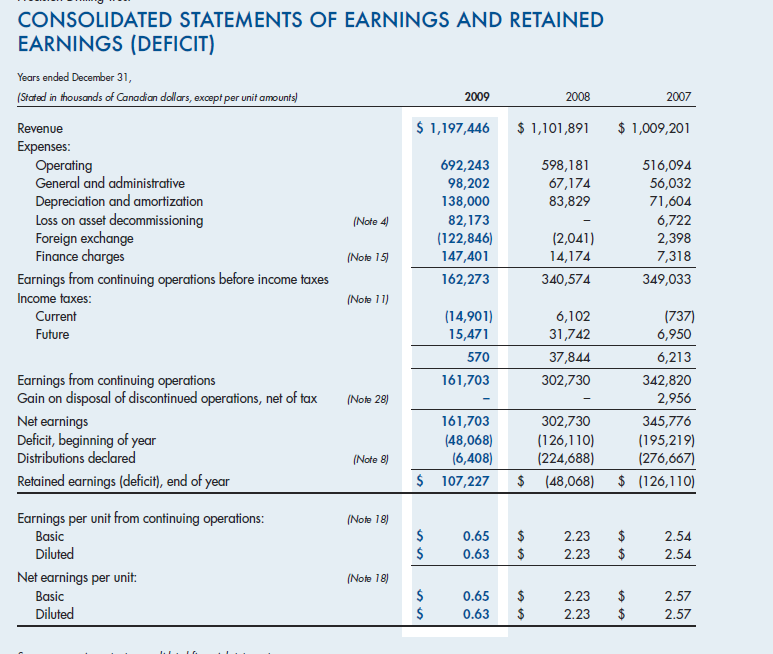 CONSOLIDATED STATEMENTS OF EARNINGS AND RETAINED
EARNINGS (DEFICIT)
Years ended December 31,
(Stated in thousands of Canadian dollars, except per unit amounts) 2009 2008 2007
Revenue $ 1,197,446 $ 1,101,891 $ 1,009,201
Expenses:
Operating 692,243 598,181 516,094
General and administrative 98,202 67,174 56,032
Depreciation and amortization 138,000 83,829 71,604
Loss on asset decommissioning (Note 4) 82,173 – 6,722
Foreign exchange (122,846) (2,041) 2,398
Finance charges (Note 15) 147,401 14,174 7,318
Earnings from continuing operations before income taxes 162,273 340,574 349,033
Income taxes: (Note 11)
Current (14,901) 6,102 (737)
Future 15,471 31,742 6,950
570 37,844 6,213
Earnings from continuing operations 161,703 302,730 342,820
Gain on disposal of discontinued operations, net of tax (Note 28) – – 2,956
Net earnings 161,703 302,730 345,776
Deficit, beginning of year (48,068) (126,110) (195,219)
Distributions declared (Note 8) (6,408) (224,688) (276,667)
Retained earnings (deficit), end of year $ 107,227 $ (48,068) $ (126,110)
Earnings per unit from continuing operations: (Note 18)
Basic $ 0.65 $ 2.23 $ 2.54
Diluted $ 0.63 $ 2.23 $ 2.54
Net earnings per unit: (Note 18)
Basic $ 0.65 $ 2.23 $ 2.57
Diluted $ 0.63 $ 2.23 $ 2.57